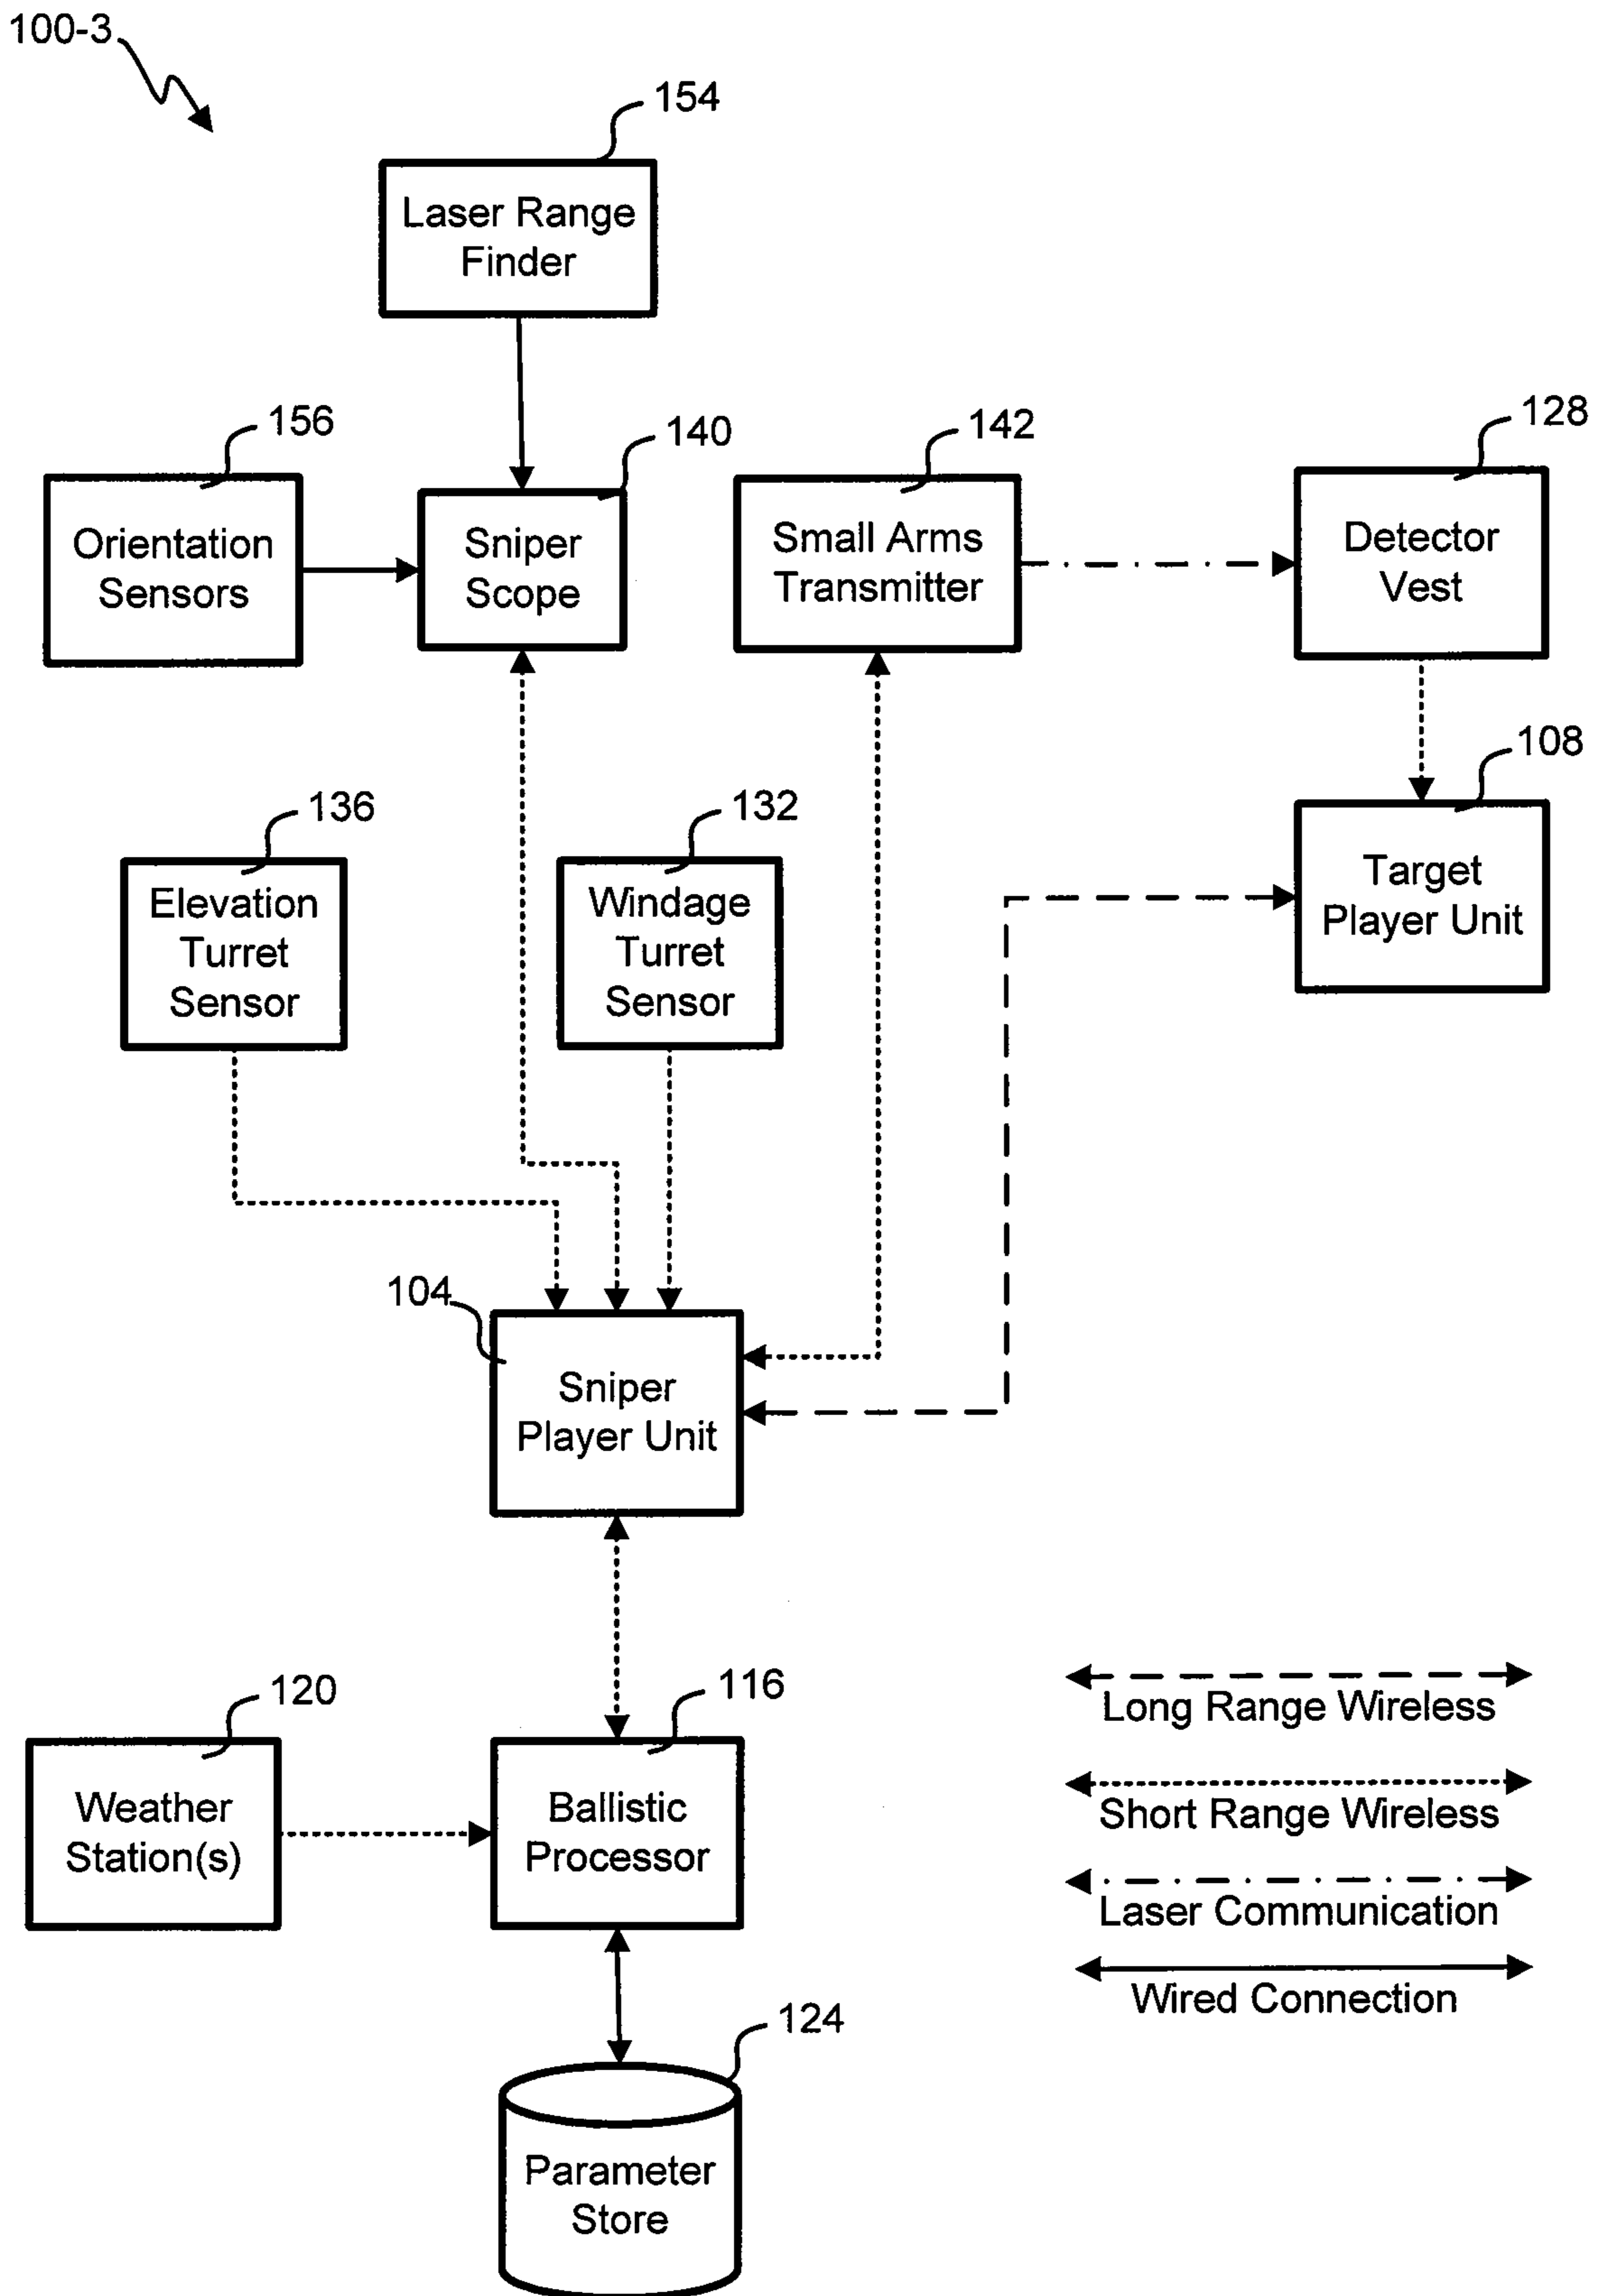 100-3
154
Laser Range
Finder
156
140
142
128
Orientation
Sensors
Sniper
Scope
Small Arms
Transmitter
Detector
Vest
108
136
132
Elevation
Turret
Sensor
Windage
Turret
Sensor
Target
Player Unit
104
Sniper
Player Unit
120
116
Weather
Station(s)
Ballistic
Processor
Long Range Wireless
Short Range Wireless
Laser Communication
Wired Connection
124
Parameter
Store